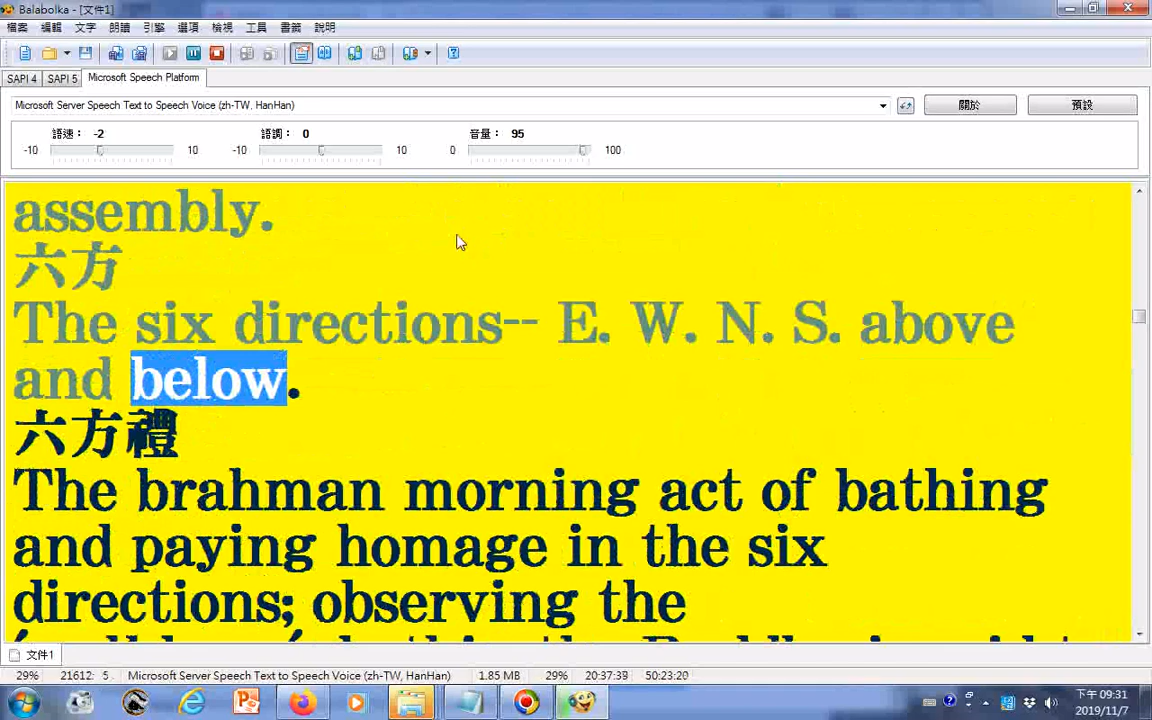 Balabolka - [文件1]
檔案 編輯 文字 朗讀 引擎 選項 檢視 工具 書籤 說明
SAPI 4 SAPI 5 Microsoft Speech Platform
Microsoft Server Speech Text to Speech Voice (zh-TW, HanHan) 關於 預設
語速： -2 語調： 0 音量： 95
-10 10 -10 10 0 100
assembly.
六方
The six directions-- E. W. N. S. above
and below.
六方禮
The brahman morning act of bathing
and paying homage in the six
directions; observing the
文件1
29% 21612: 5 Microsoft Server Speech Text to Speech Voice (zh-TW, HanHan) 1.85 MB 29% 20:37:39 50:23:20
下午 09:31
2019/11/7